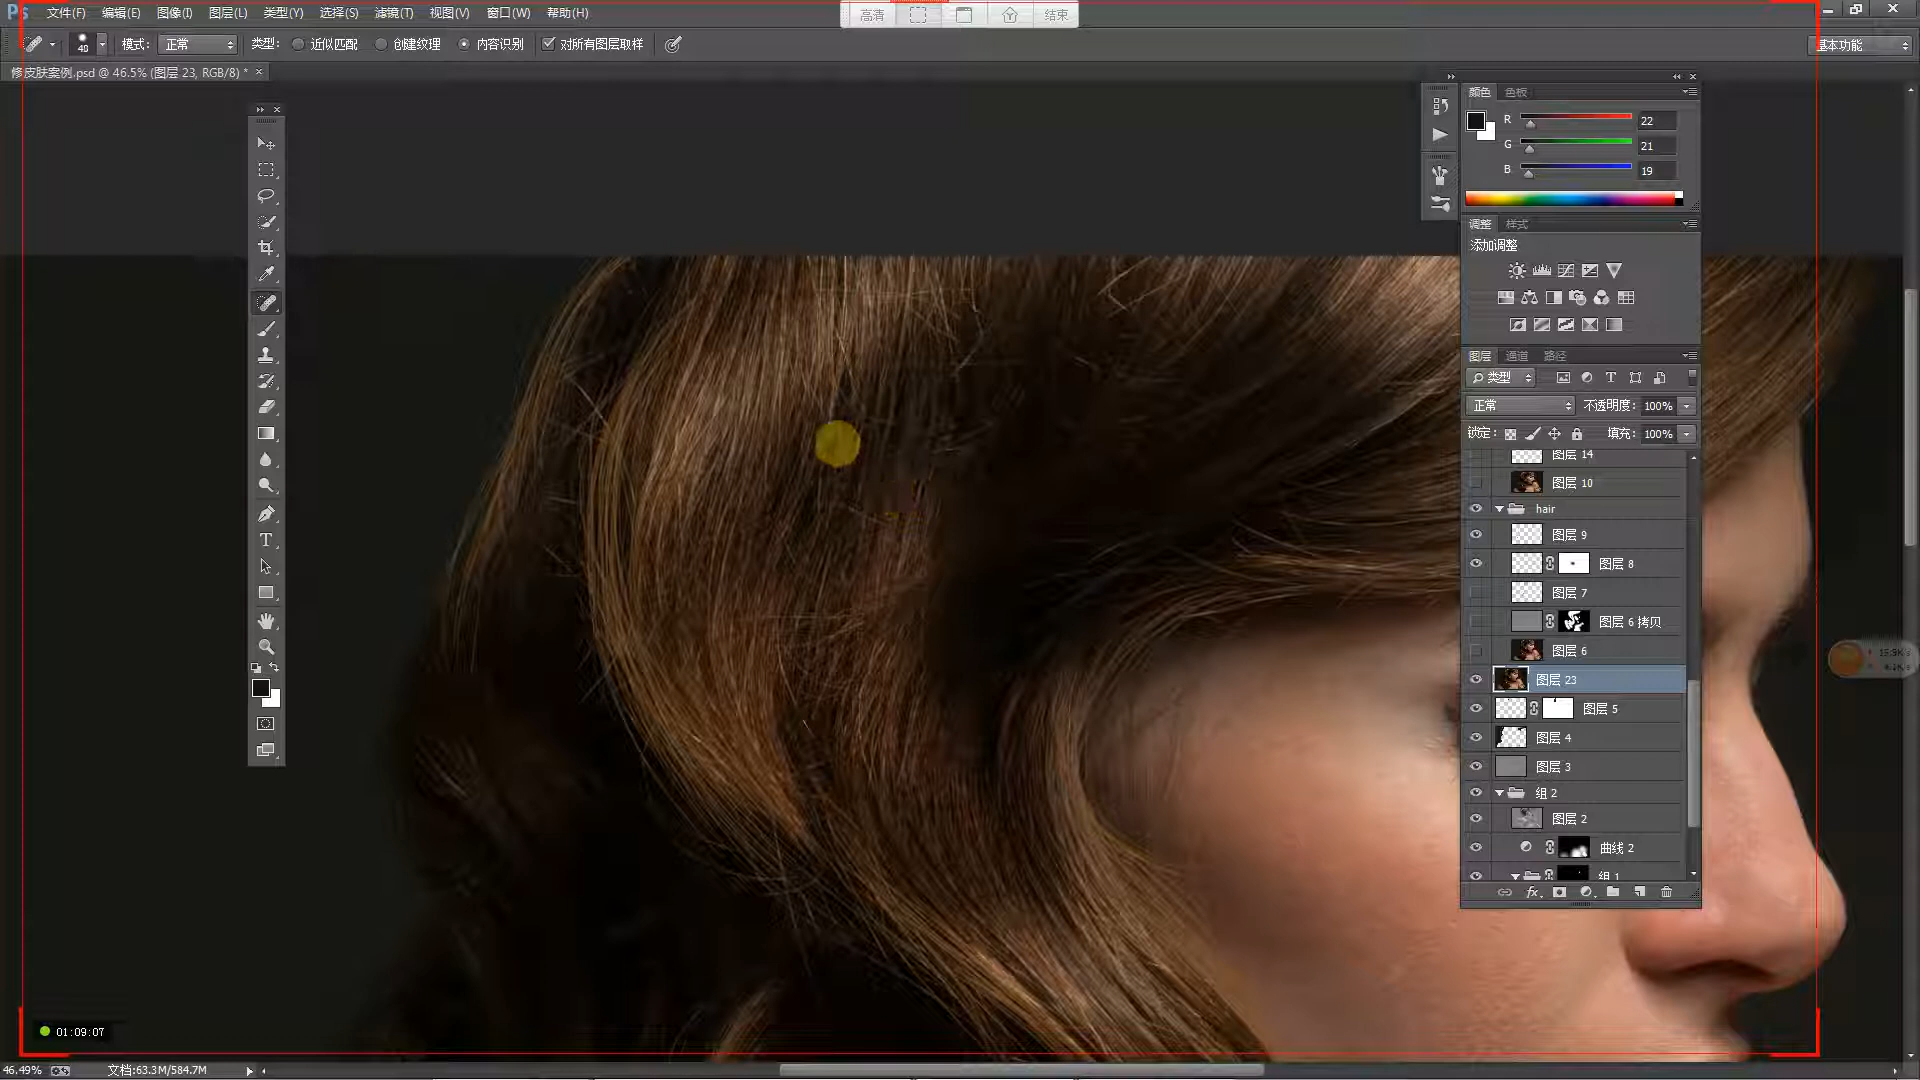 Ps 文件(F) 编辑(E) 图像(I) 图层(L) 类型(Y) 选择(S) 滤镜(T) 视图(V) 窗口(W) 帮助(H)
高清 结束
40 模式: 正常 类型: 近似匹配 创建纹理 内容识别 对所有图层取样
基本功能
修皮肤案例.psd @ 46.5% (图层 23, RGB/8) * ×
颜色 色板
R 22
G 21
B 19
调整 样式
添加调整
图层 通道 路径
类型
正常 不透明度: 100%
锁定: 填充: 100%
图层 14
图层 10
hair
图层 9
图层 8
图层 7
图层 6 拷贝
图层 6
图层 23
图层 5
图层 4
图层 3
组 2
图层 2
曲线 2
组 1
fx
01:09:07
46.49% 文档:63.3M/584.7M